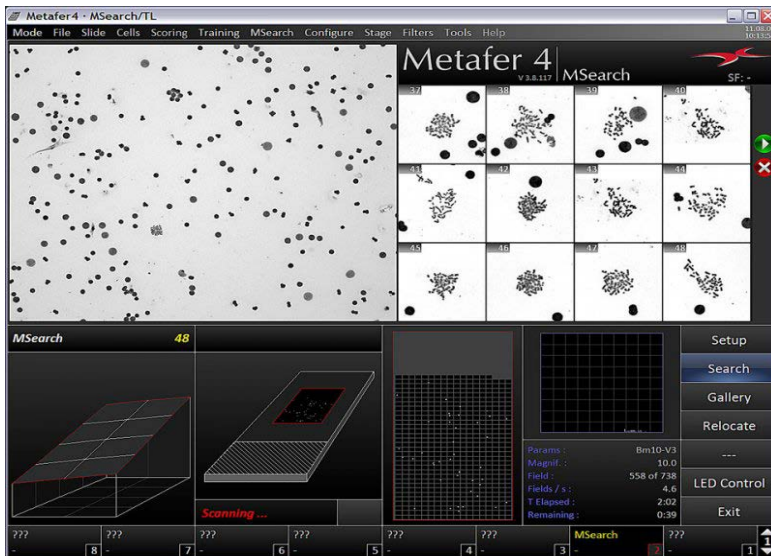 Metafer4 - MSearch/TL
Mode File Slide Cells Scoring Training MSearch Configure Stage Filters Tools Help
Metafer 4
V 3.8.117
MSearch
SF: -
37 38 39 40
41 42 43 44
45 46 47 48
MSearch 48
Setup
Search
Gallery
Relocate
---
LED Control
Exit
Params : Bm10-V3
Magnif. : 10.0
Field : 558 of 738
Fields / s : 4.6
T Elapsed : 2:02
Remaining : 0:39
Scanning ...
??? ??? ??? ??? MSearch ???
- 8 - 7 - 6 - 5 - 4 - 3 - 2 - 1
1